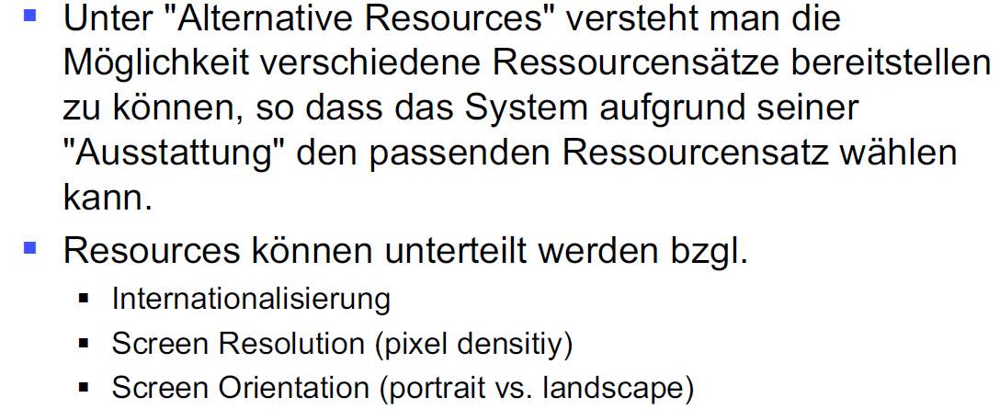 ▪ Unter "Alternative Resources" versteht man die
Möglichkeit verschiedene Ressourcensätze bereitstellen
zu können, so dass das System aufgrund seiner
"Ausstattung" den passenden Ressourcensatz wählen
kann.
▪ Resources können unterteilt werden bzgl.
▪ Internationalisierung
▪ Screen Resolution (pixel densitiy)
▪ Screen Orientation (portrait vs. landscape)